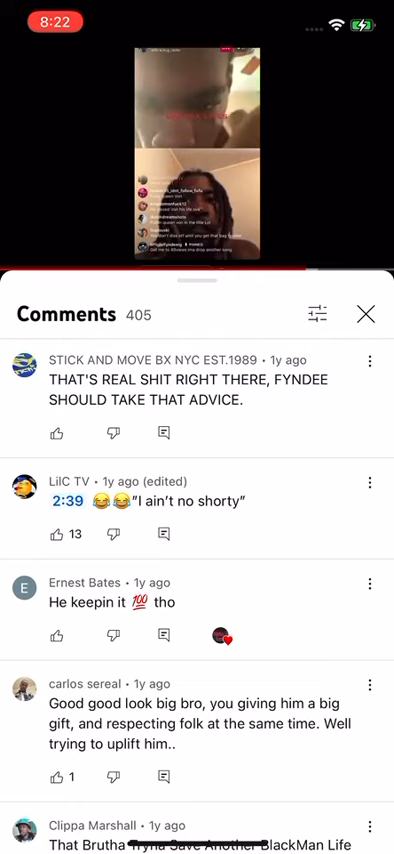 8:22
Comments 405
STICK AND MOVE BX NYC EST.1989 • 1y ago
THAT'S REAL SHIT RIGHT THERE, FYNDEE
SHOULD TAKE THAT ADVICE.
LilC TV • 1y ago (edited)
2:39 😂😂"I ain't no shorty"
13
E
Ernest Bates • 1y ago
He keepin it 💯 tho
carlos sereal • 1y ago
Good good look big bro, you giving him a big
gift, and respecting folk at the same time. Well
trying to uplift him..
1
Clippa Marshall • 1y ago
That Brutha Tryna Save Another BlackMan Life